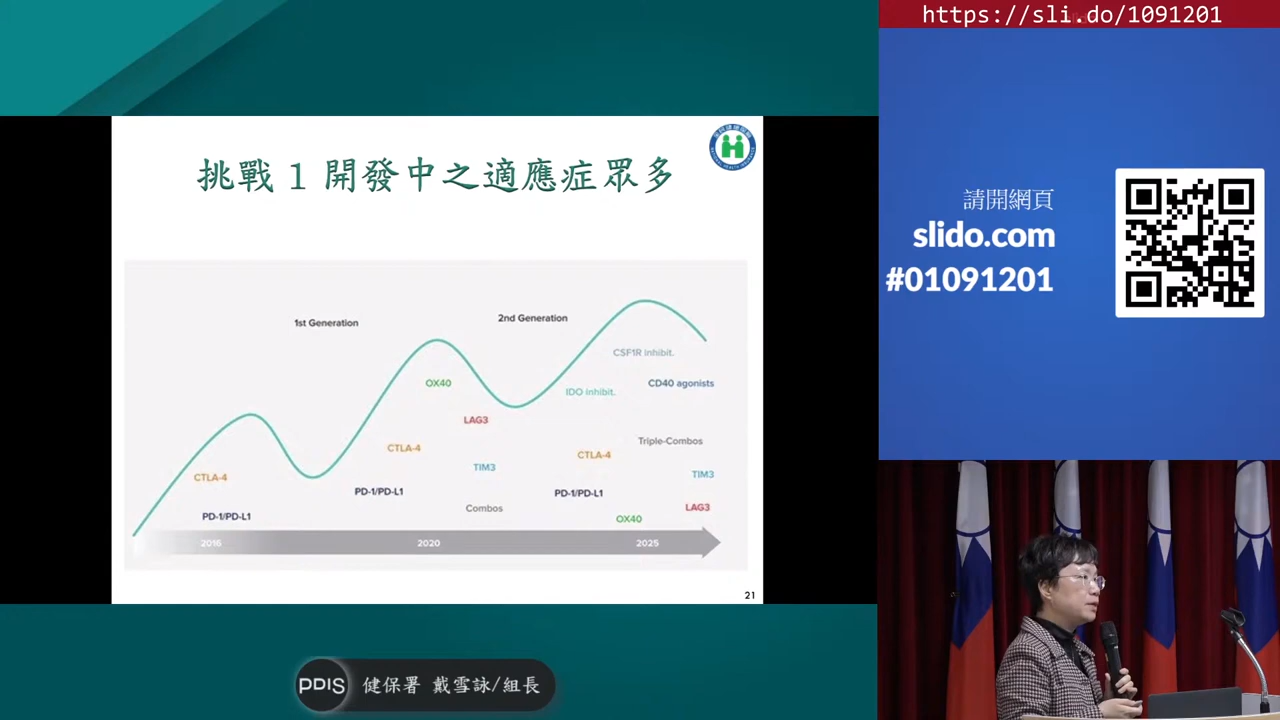 https://sli.do/1091201
請開網頁
slido.com
#01091201
挑戰 1 開發中之適應症眾多
1st Generation
2nd Generation
CSF1R inhibit.
OX40
IDO inhibit.
CD40 agonists
LAG3
CTLA-4
CTLA-4
Triple-Combos
CTLA-4
TIM3
TIM3
PD-1/PD-L1
PD-1/PD-L1
PD-1/PD-L1
Combos
LAG3
OX40
2016
2020
2025
21
PDIS 健保署 戴雪詠/組長